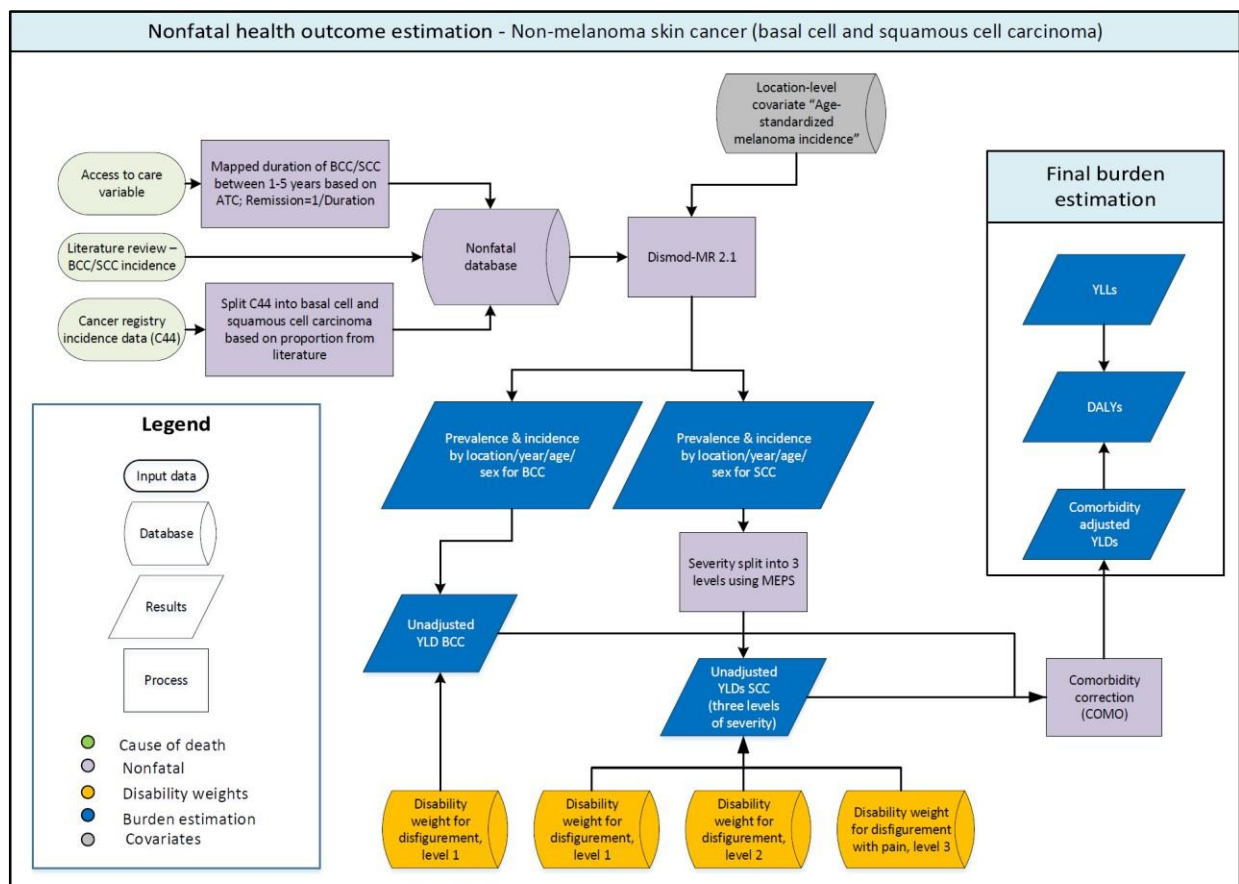 Nonfatal health outcome estimation - Non-melanoma skin cancer (basal cell and squamous cell carcinoma)
Location-level
covariate “Age-
standardized
melanoma incidence”
Access to care
variable
Mapped duration of BCC/SCC
between 1-5 years based on
ATC; Remission=1/Duration
Literature review –
BCC/SCC incidence
Nonfatal
database
Dismod-MR 2.1
Cancer registry
incidence data (C44)
Split C44 into basal cell and
squamous cell carcinoma
based on proportion from
literature
Final burden
estimation
YLLs
DALYs
Comorbidity
adjusted
YLDs
Prevalence & incidence
by location/year/age/
sex for BCC
Prevalence & incidence
by location/year/age/
sex for SCC
Severity split into 3
levels using MEPS
Unadjusted
YLD BCC
Unadjusted
YLDs SCC
(three levels
of severity)
Comorbidity
correction
(COMO)
Disability
weight for
disfigurement,
level 1
Disability
weight for
disfigurement,
level 1
Disability
weight for
disfigurement,
level 2
Disability weight
for disfigurement
with pain, level 3
Legend
Input data
Database
Results
Process
Cause of death
Nonfatal
Disability weights
Burden estimation
Covariates